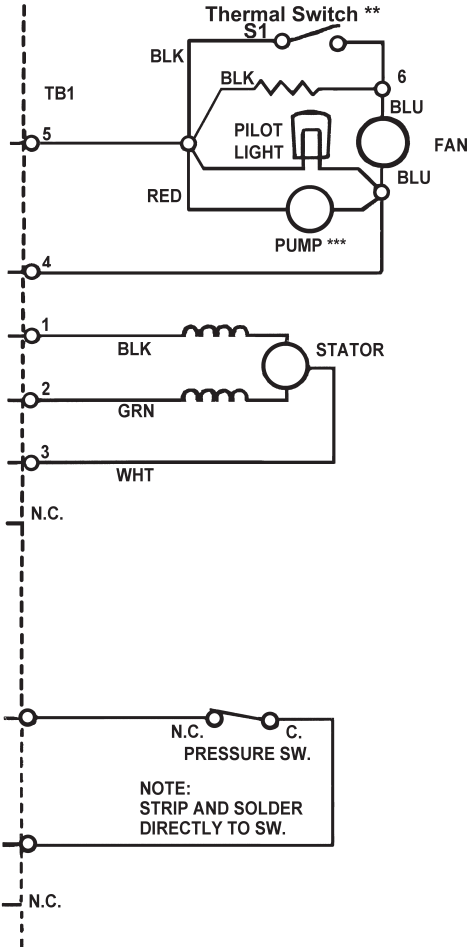 Thermal Switch **
S1
BLK
BLK
6
TB1
BLU
5
PILOT
LIGHT
FAN
BLU
RED
PUMP ***
4
1
BLK
STATOR
2
GRN
3
WHT
N.C.
N.C.
C.
PRESSURE SW.
NOTE:
STRIP AND SOLDER
DIRECTLY TO SW.
N.C.